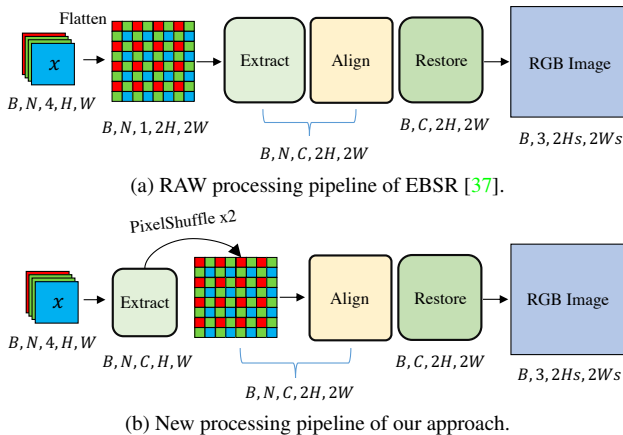 Flatten
x
Extract
Align
Restore
RGB Image
B, N, 4, H, W
B, N, 1, 2H, 2W
B, C, 2H, 2W
B, 3, 2Hs, 2Ws
B, N, C, 2H, 2W
(a) RAW processing pipeline of EBSR [37].
PixelShuffle x2
x
Extract
Align
Restore
RGB Image
B, N, 4, H, W
B, N, C, H, W
B, C, 2H, 2W
B, 3, 2Hs, 2Ws
B, N, C, 2H, 2W
(b) New processing pipeline of our approach.